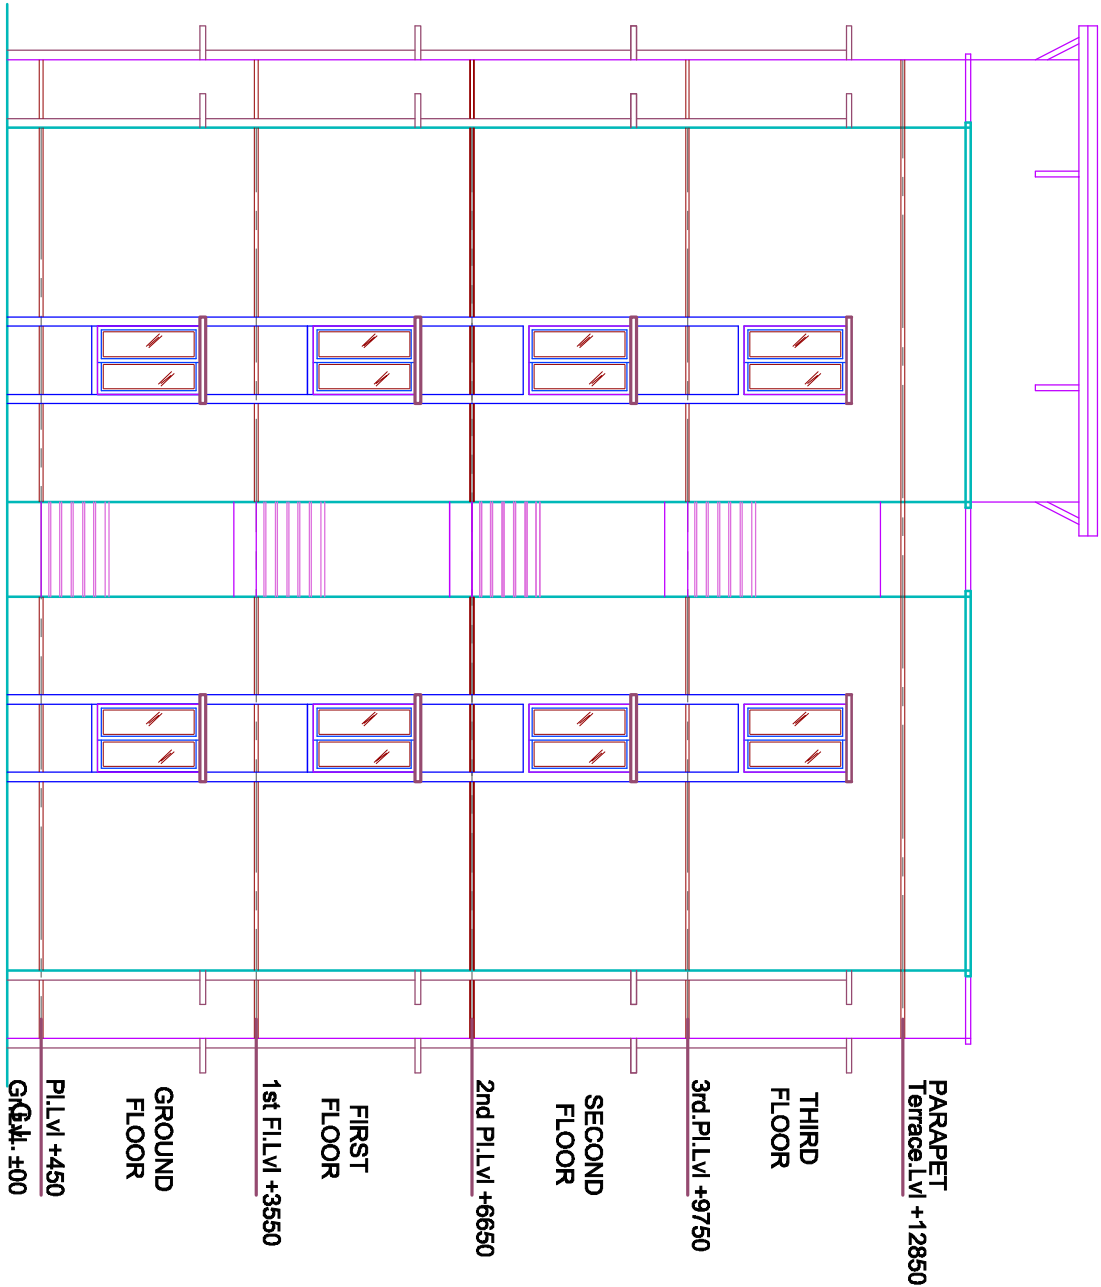 PARAPET
Terrace.Lvl +12850
THIRD
FLOOR
3rd.Pl.Lvl +9750
SECOND
FLOOR
2nd Pl.Lvl +6650
FIRST
FLOOR
1st Fl.Lvl +3550
GROUND
FLOOR
Pl.Lvl +450
±00